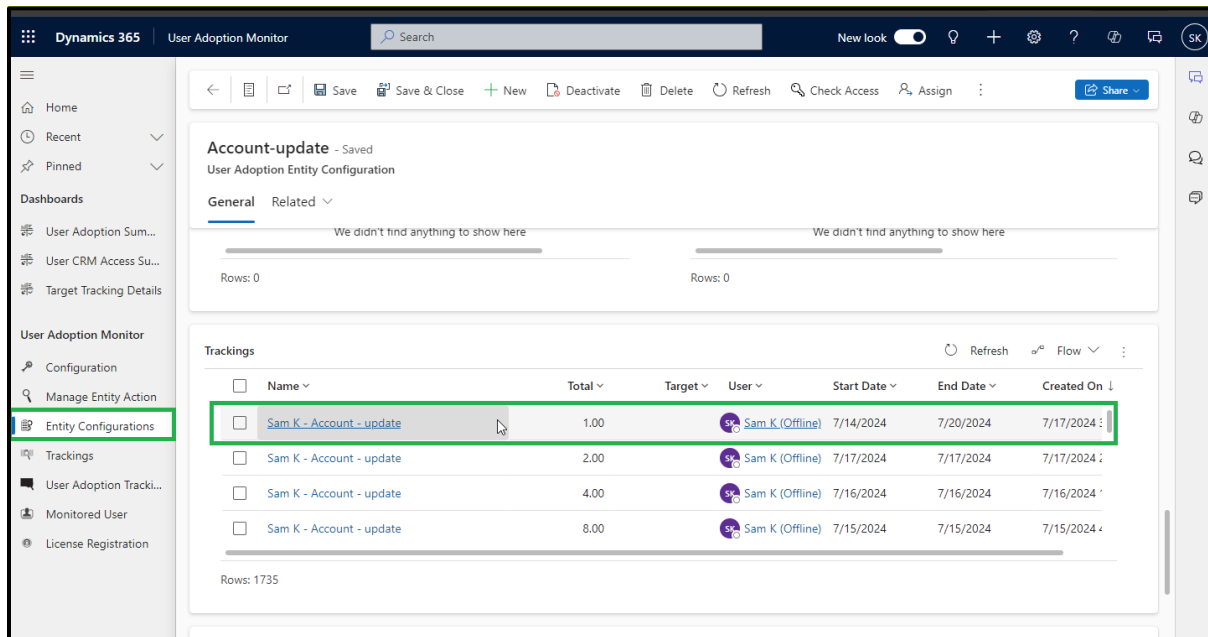 Dynamics 365 User Adoption Monitor Search New look SK
Home
Recent
Pinned
Dashboards
User Adoption Sum...
User CRM Access Su...
Target Tracking Details
User Adoption Monitor
Configuration
Manage Entity Action
Entity Configurations
Trackings
User Adoption Tracki...
Monitored User
License Registration
Save Save & Close New Deactivate Delete Refresh Check Access Assign Share
Account-update - Saved
User Adoption Entity Configuration
General Related
We didn't find anything to show here We didn't find anything to show here
Rows: 0 Rows: 0
Trackings Refresh Flow
Name Total Target User Start Date End Date Created On
Sam K - Account - update 1.00 SK Sam K (Offline) 7/14/2024 7/20/2024 7/17/2024
Sam K - Account - update 2.00 SK Sam K (Offline) 7/17/2024 7/17/2024 7/17/2024
Sam K - Account - update 4.00 SK Sam K (Offline) 7/16/2024 7/16/2024 7/16/2024
Sam K - Account - update 8.00 SK Sam K (Offline) 7/15/2024 7/15/2024 7/15/2024
Rows: 1735